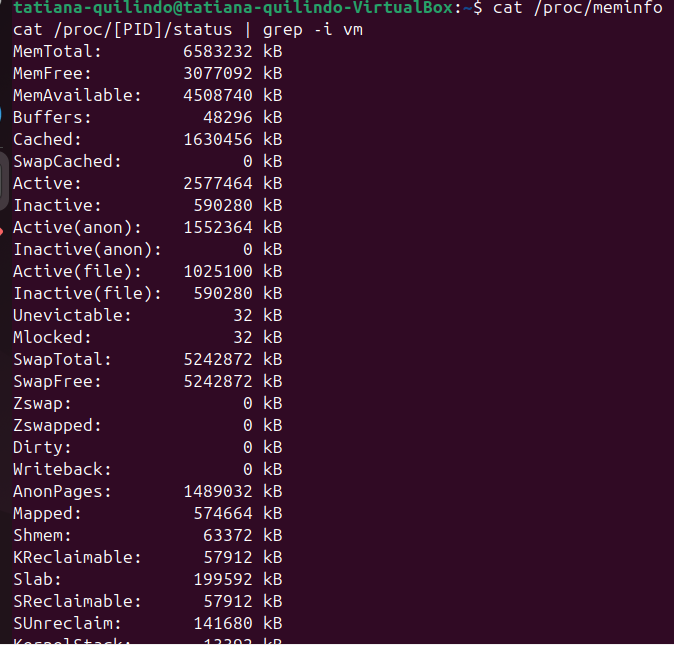 tatiana-quilindo@tatiana-quilindo-VirtualBox:~$ cat /proc/meminfo
cat /proc/[PID]/status | grep -i vm
MemTotal:        6583232 kB
MemFree:         3077092 kB
MemAvailable:    4508740 kB
Buffers:           48296 kB
Cached:          1630456 kB
SwapCached:            0 kB
Active:          2577464 kB
Inactive:         590280 kB
Active(anon):    1552364 kB
Inactive(anon):        0 kB
Active(file):    1025100 kB
Inactive(file):   590280 kB
Unevictable:          32 kB
Mlocked:              32 kB
SwapTotal:       5242872 kB
SwapFree:        5242872 kB
Zswap:                 0 kB
Zswapped:              0 kB
Dirty:                 0 kB
Writeback:             0 kB
AnonPages:       1489032 kB
Mapped:           574664 kB
Shmem:             63372 kB
KReclaimable:      57912 kB
Slab:             199592 kB
SReclaimable:      57912 kB
SUnreclaim:       141680 kB
KernelStack:       13392 kB